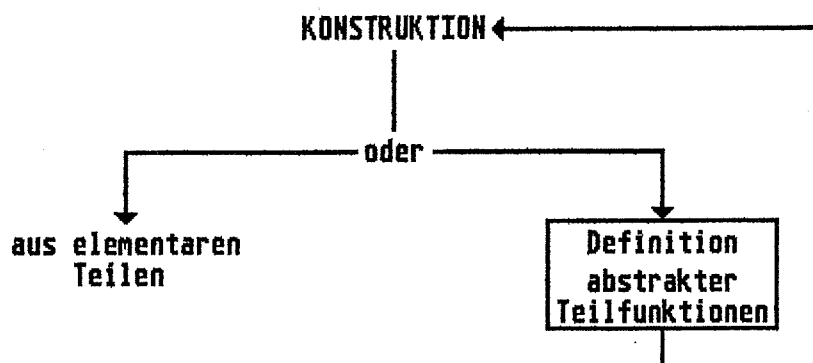 KONSTRUKTION
oder
aus elementaren
Teilen
Definition
abstrakter
Teilfunktionen